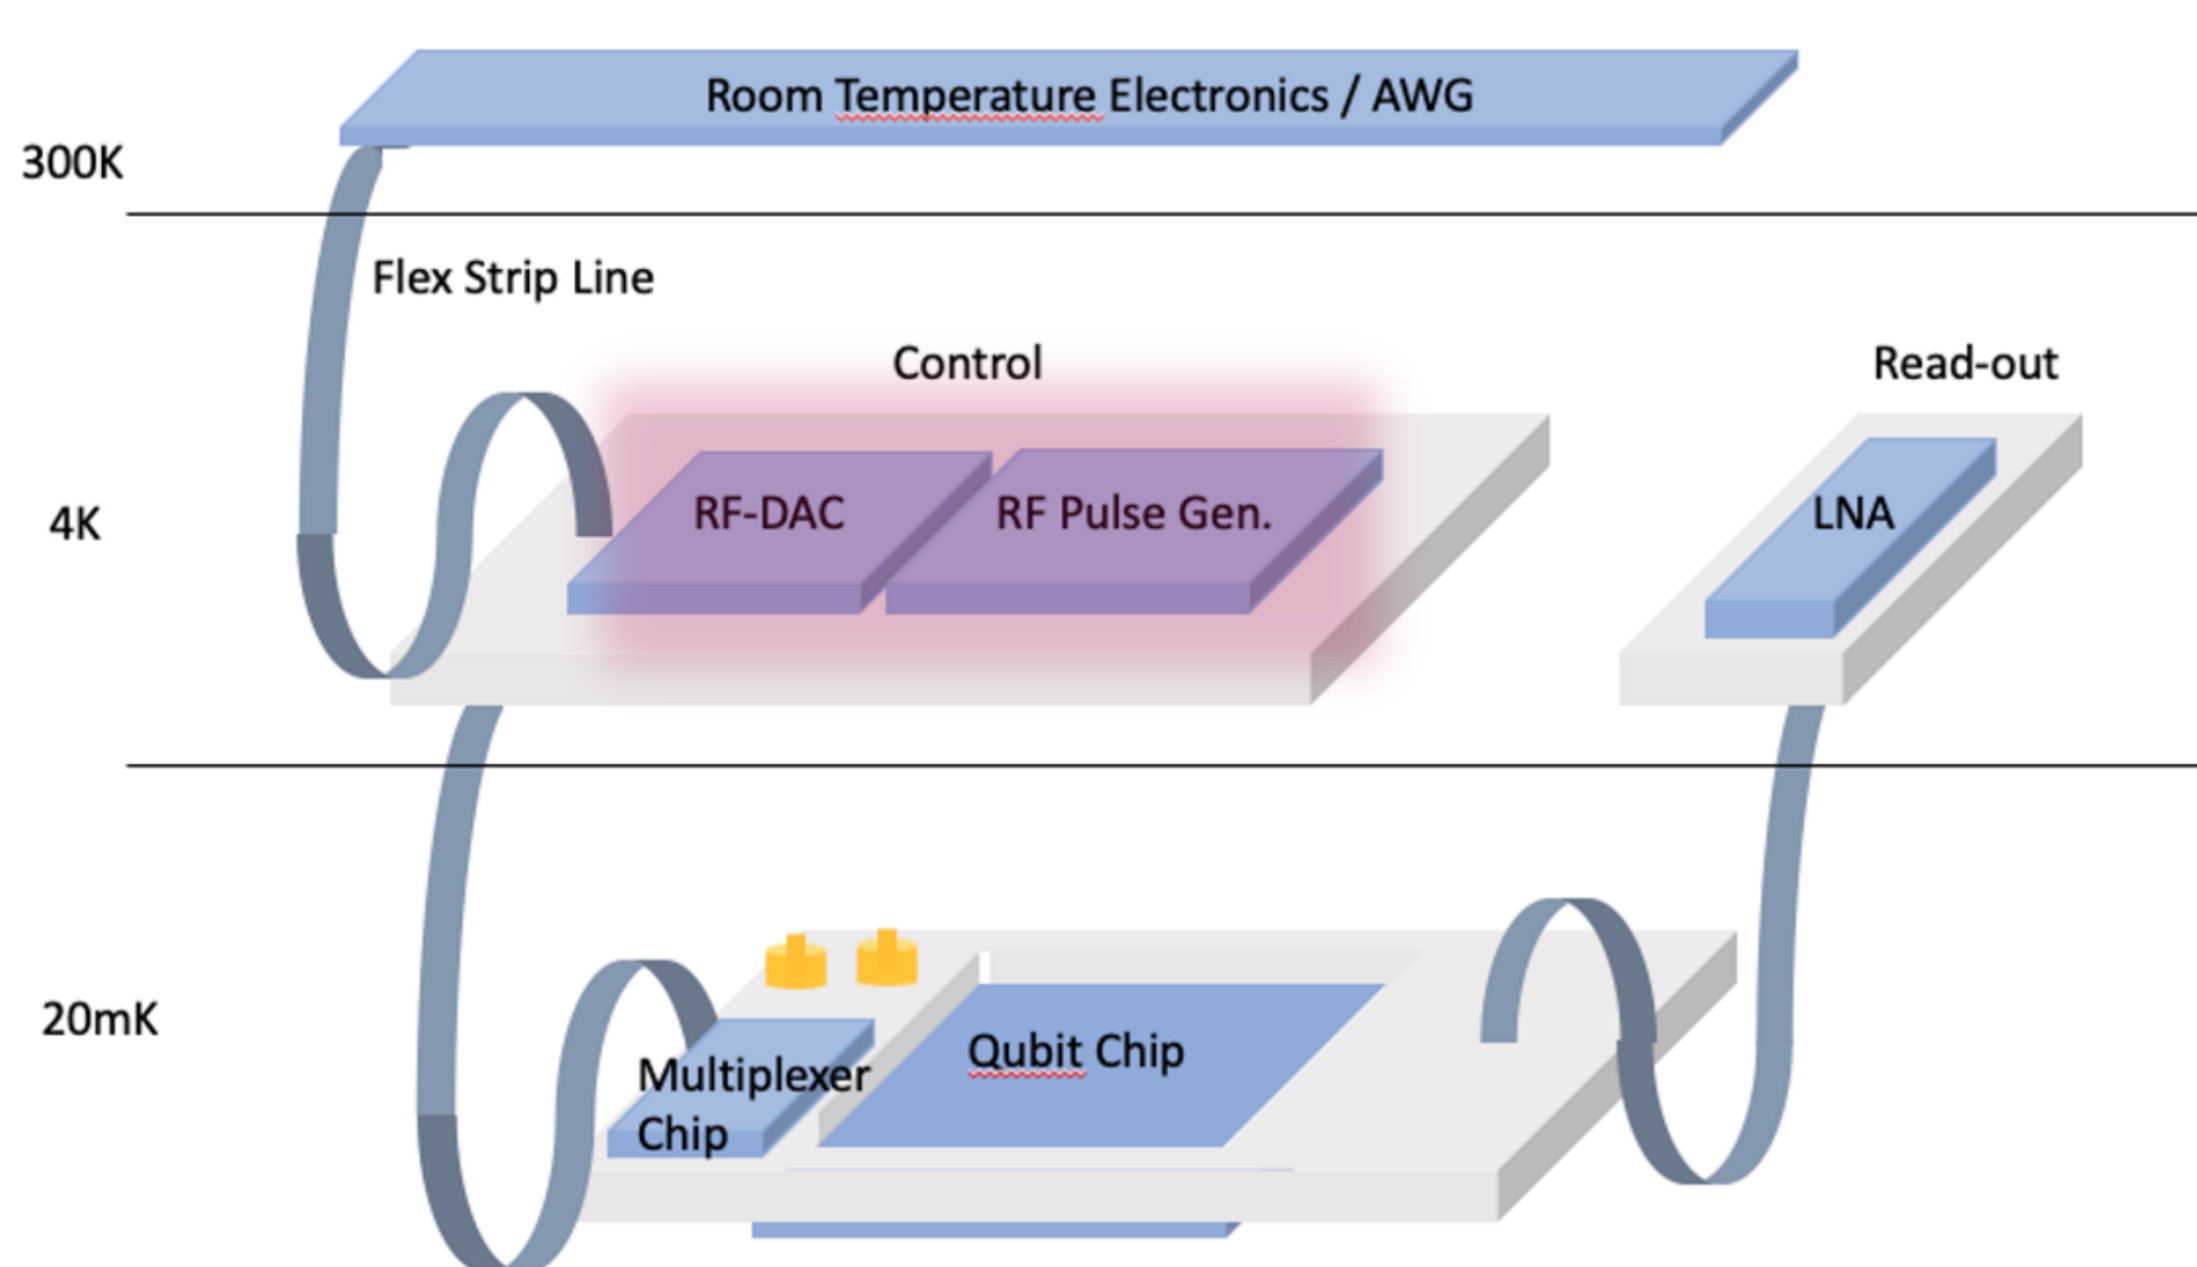 Room Temperature Electronics / AWG
300K
Flex Strip Line
Control
Read-out
4K
RF-DAC
RF Pulse Gen.
LNA
20mK
Qubit Chip
Multiplexer
Chip